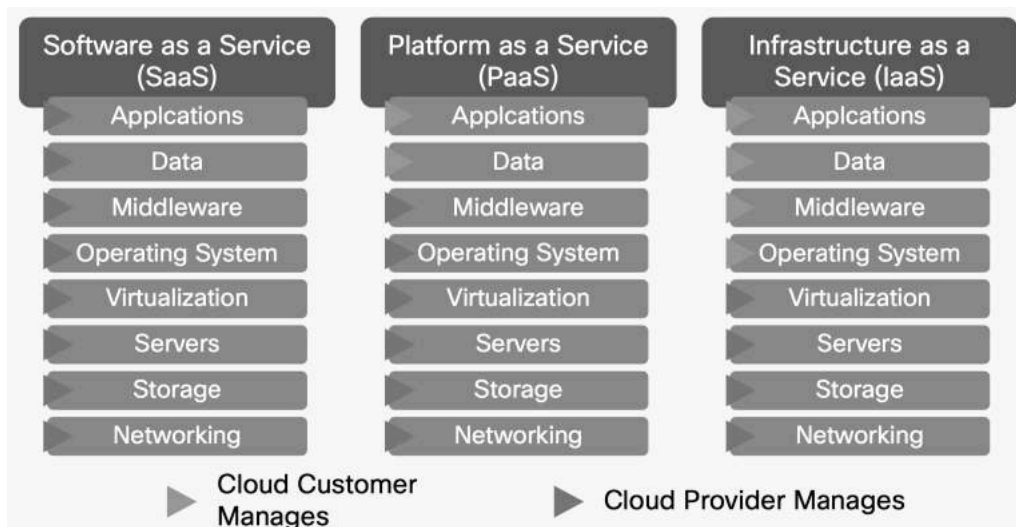 Software as a Service
(SaaS)
Applcations
Data
Middleware
Operating System
Virtualization
Servers
Storage
Networking
Platform as a Service
(PaaS)
Applcations
Data
Middleware
Operating System
Virtualization
Servers
Storage
Networking
Infrastructure as a
Service (IaaS)
Applcations
Data
Middleware
Operating System
Virtualization
Servers
Storage
Networking
Cloud Customer
Manages
Cloud Provider Manages